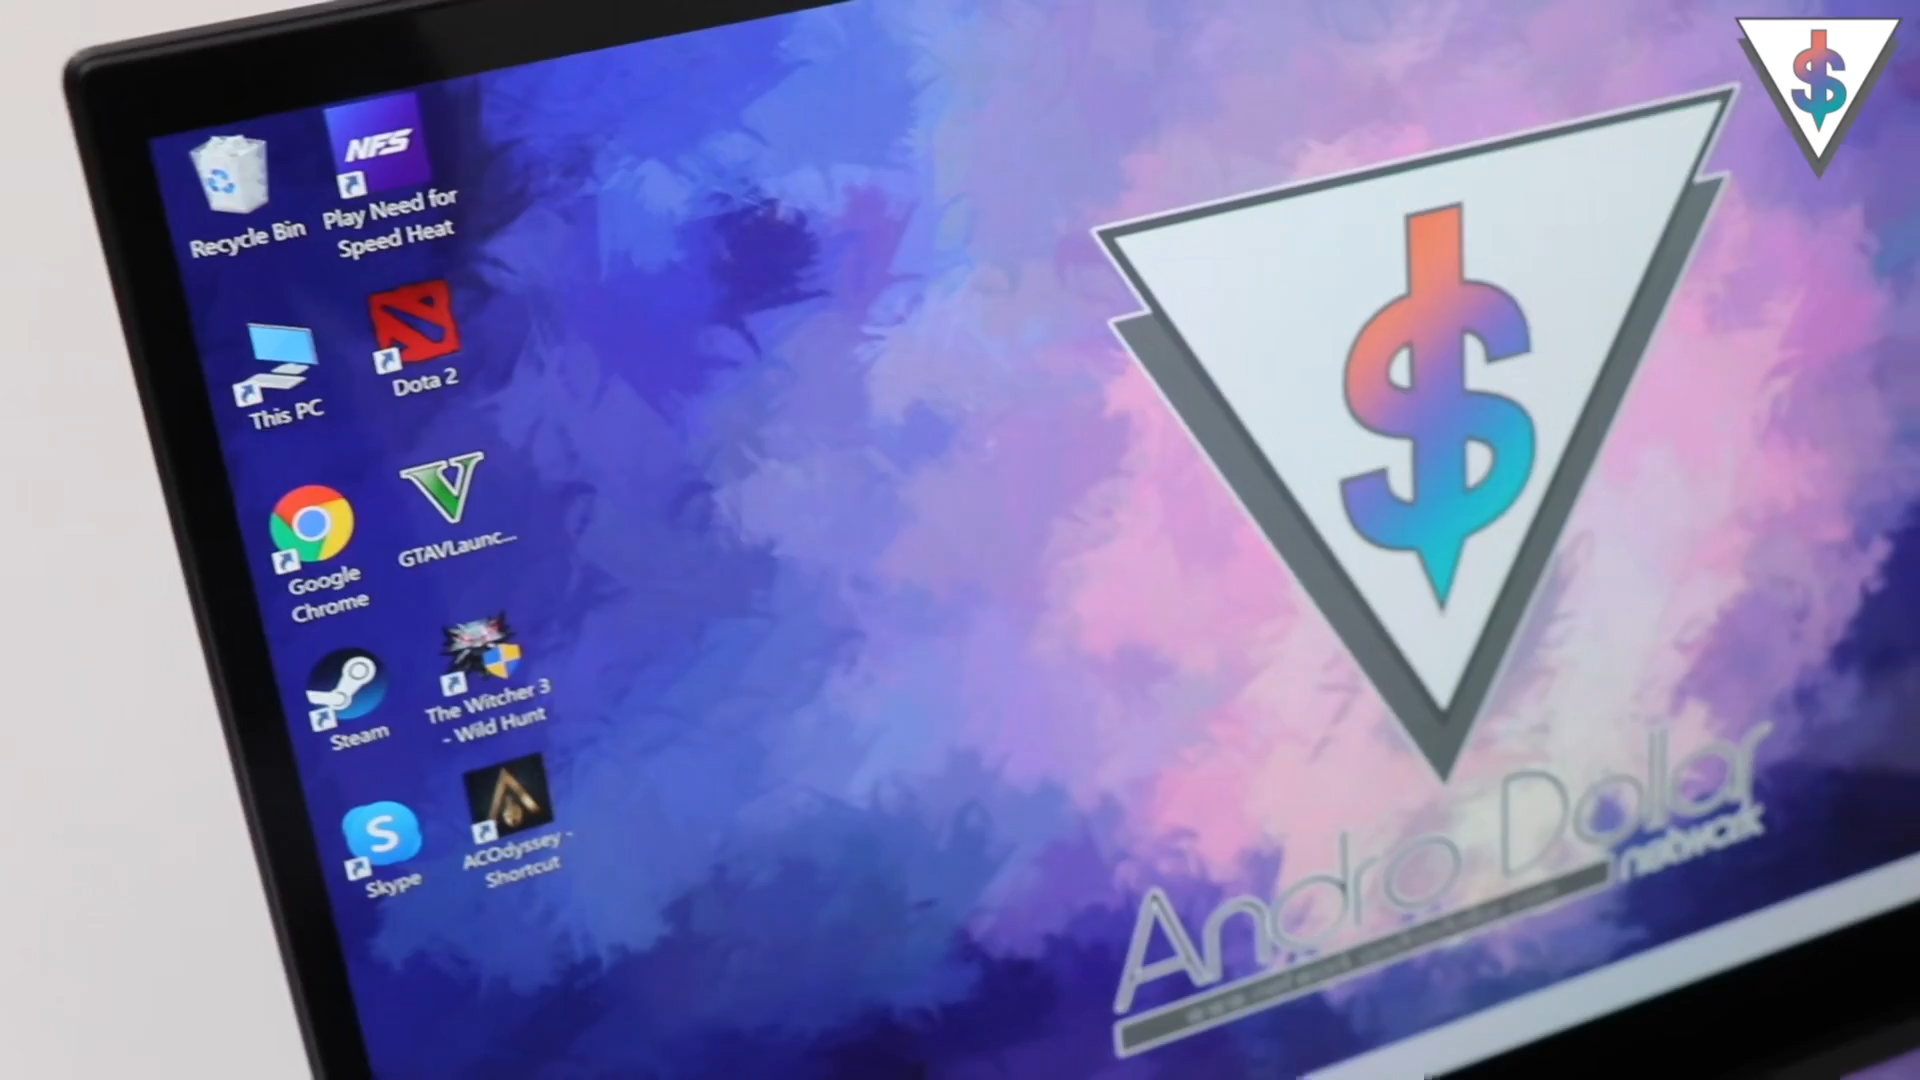 NFS
Recycle Bin
Play Need for
Speed Heat
This PC
Dota 2
Google
Chrome
GTAVLaunc...
Steam
The Witcher 3
- Wild Hunt
Skype
ACOdyssey -
Shortcut
$
$
Andro Dollar
network